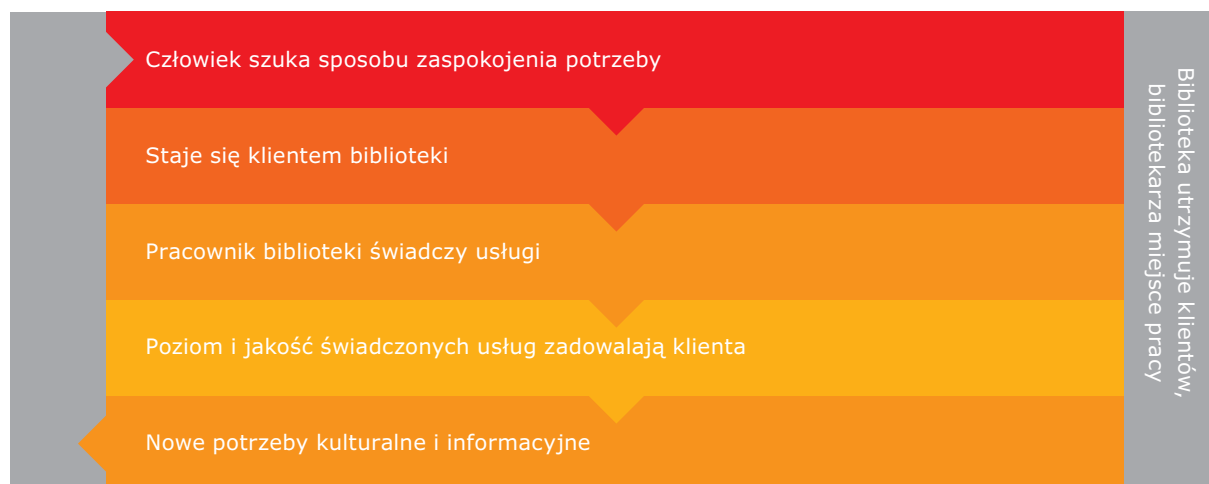 Człowiek szuka sposobu zaspokojenia potrzeby
Staje się klientem biblioteki
Pracownik biblioteki świadczy usługi
Poziom i jakość świadczonych usług zadowalają klienta
Nowe potrzeby kulturalne i informacyjne
Biblioteka utrzymuje klientów,
bibliotekarza miejsce pracy